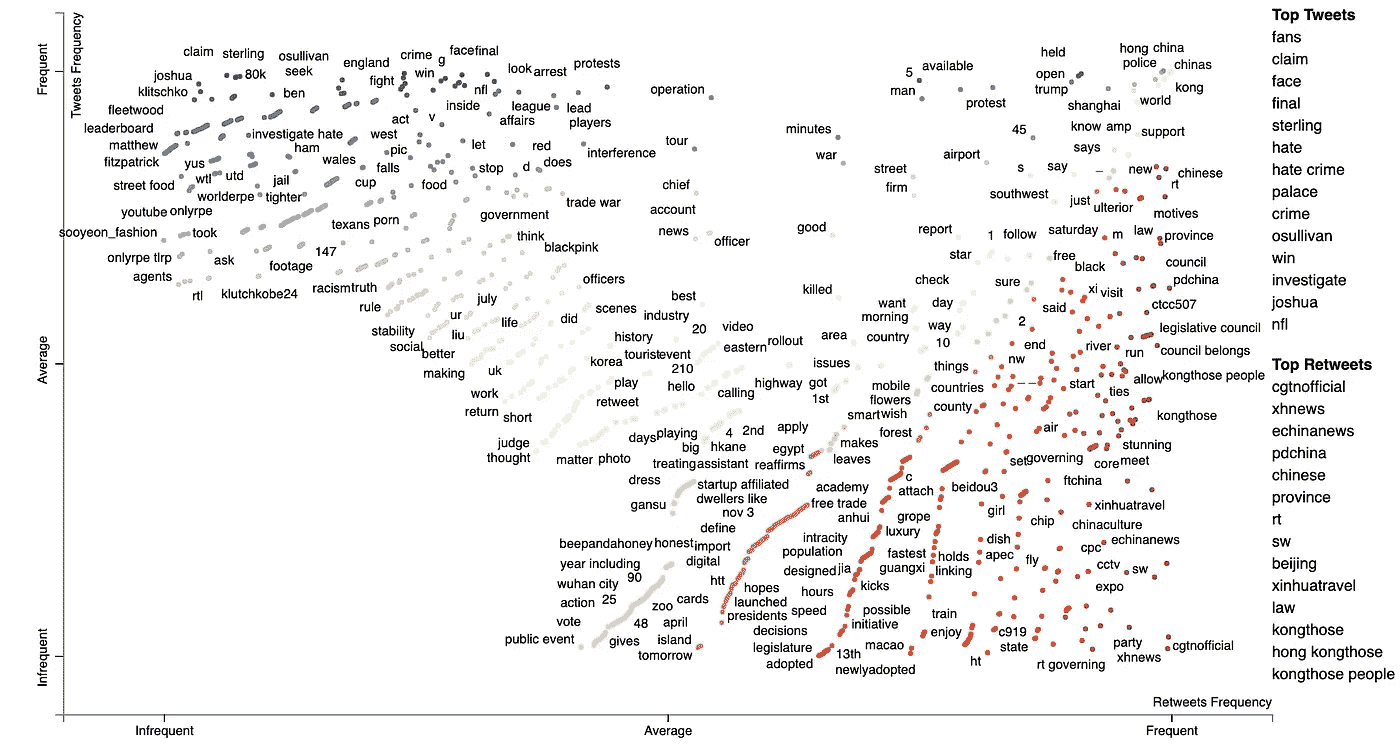 Top Tweets
Tweets Frequency
Frequent
Average
Infrequent
claim sterling osullivan england crime g facefinal
joshua 80k seek fight win look arrest protests
klitschko ben nfl operation
fleetwood inside league lead
leaderboard act v affairs players
matthew investigate hate west let red interference
fitzpatrick ham pic does
yus wales falls stop d
street food wtl utd jail cup food
worlderpe tighter trade war
youtube onlyrpe texans porn government
sooyeon_fashion took think blackpink
onlyrpe tlrp ask 147
agents footage racismtruth officers
rtl klutchkobe24 rule july scenes
stability ur life did industry
social liu history
better korea touristevent
making uk 210
work play hello
return short retweet
judge daysplaying 4 2nd apply
thought matter photo big hkane egypt
treatingassistant reaffirms
held hong china
5 available open police chinas
man trump kong
protest shanghai world
minutes 45 know amp support
tour war airport says
chief street s say _ new chinese
firm southwest rt
account just ulterior motives
news officer good report 1 follow saturday m law province
star free black council
killed check sure xi visit pdchina
best want day said ctcc507
20 video morning way 2 legislative council
eastern rollout area country 10 end river run council belongs
issues things nw allow kongthose people
calling highway got mobile countries _ _ start ties
1st flowers county kongthose
smartwish air
makes forest stunning
leaves setgoverning coremeet
dress startup affiliated academy c beidou3 ftchina
gansu dwellers like free trade attach xinhuatravel
nov 3 anhui grope girl chip chinaculture
define intracity luxury echinanews
beepandahoney honest import population fastest holds dish apec cpc
year including digital designed jia guangxi linking fly cctv sw
wuhan city 90 htt hopes hours kicks expo
action 25 zoo cards launched speed possible train
vote 48 april presidents initiative
public event gives island decisions enjoy c919 party
tomorrow legislature 13th macao state xhnews cgtnofficial
adopted newlyadopted ht rt governing
Retweets Frequency
Infrequent Average Frequent
fans
claim
face
final
sterling
hate
hate crime
palace
crime
osullivan
win
investigate
joshua
nfl
Top Retweets
cgtnofficial
xhnews
echinanews
pdchina
chinese
province
rt
sw
beijing
xinhuatravel
law
kongthose
hong kongthose
kongthose people